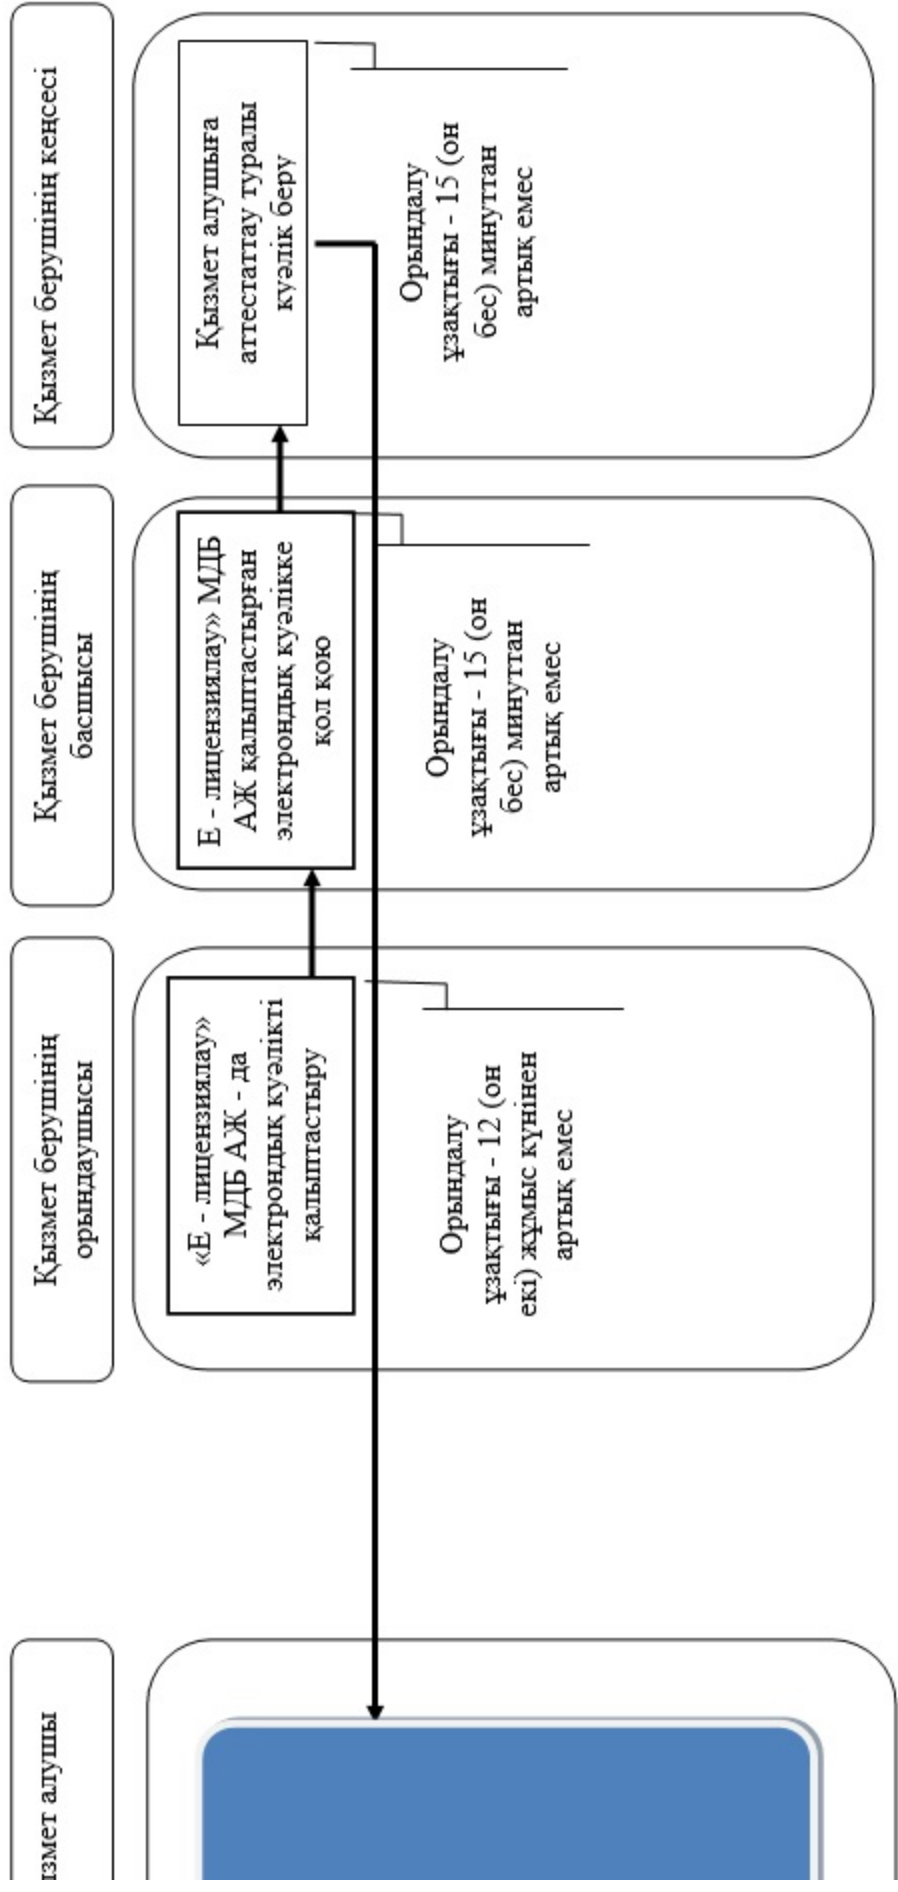 змет алушы
Қызмет берушінің
орындаушысы
Қызмет берушінің
басшысы
Қызмет берушінің кеңсесі
«Е - лицензиялау»
МДБ АЖ - да
электрондық куәлікті
қалыптастыру
Е - лицензиялау» МДБ
АЖ қалыптастырған
электрондық куәлікке
қол қою
Қызмет алушыға
аттестаттау туралы
куәлік беру
Орындалу
ұзақтығы - 12 (он
екі) жұмыс күнінен
артық емес
Орындалу
ұзақтығы - 15 (он
бес) минуттан
артық емес
Орындалу
ұзақтығы - 15 (он
бес) минуттан
артық емес